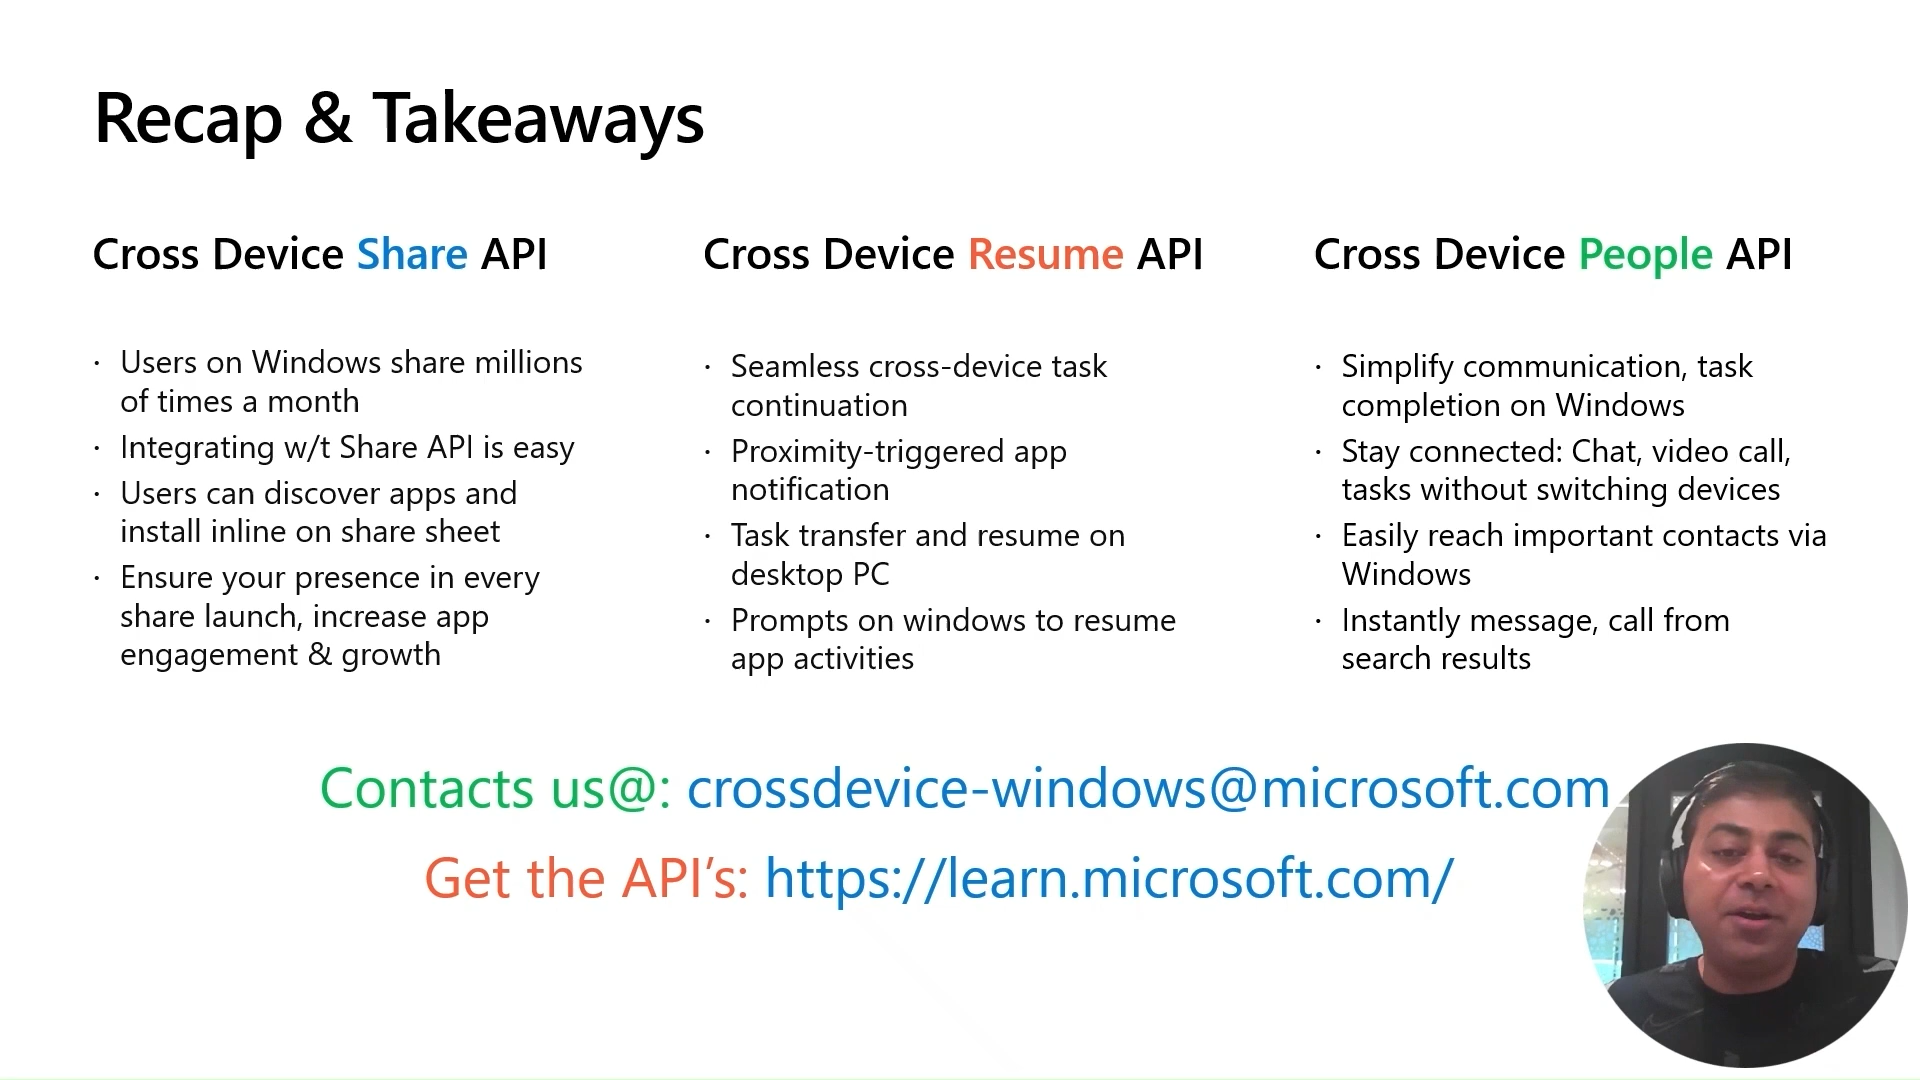 Recap & Takeaways
Cross Device Share API
· Users on Windows share millions
of times a month
· Integrating w/t Share API is easy
· Users can discover apps and
install inline on share sheet
· Ensure your presence in every
share launch, increase app
engagement & growth
Cross Device Resume API
· Seamless cross-device task
continuation
· Proximity-triggered app
notification
· Task transfer and resume on
desktop PC
· Prompts on windows to resume
app activities
Cross Device People API
· Simplify communication, task
completion on Windows
· Stay connected: Chat, video call,
tasks without switching devices
· Easily reach important contacts via
Windows
· Instantly message, call from
search results
Contacts us@: crossdevice-windows@microsoft.com
Get the API’s: https://learn.microsoft.com/